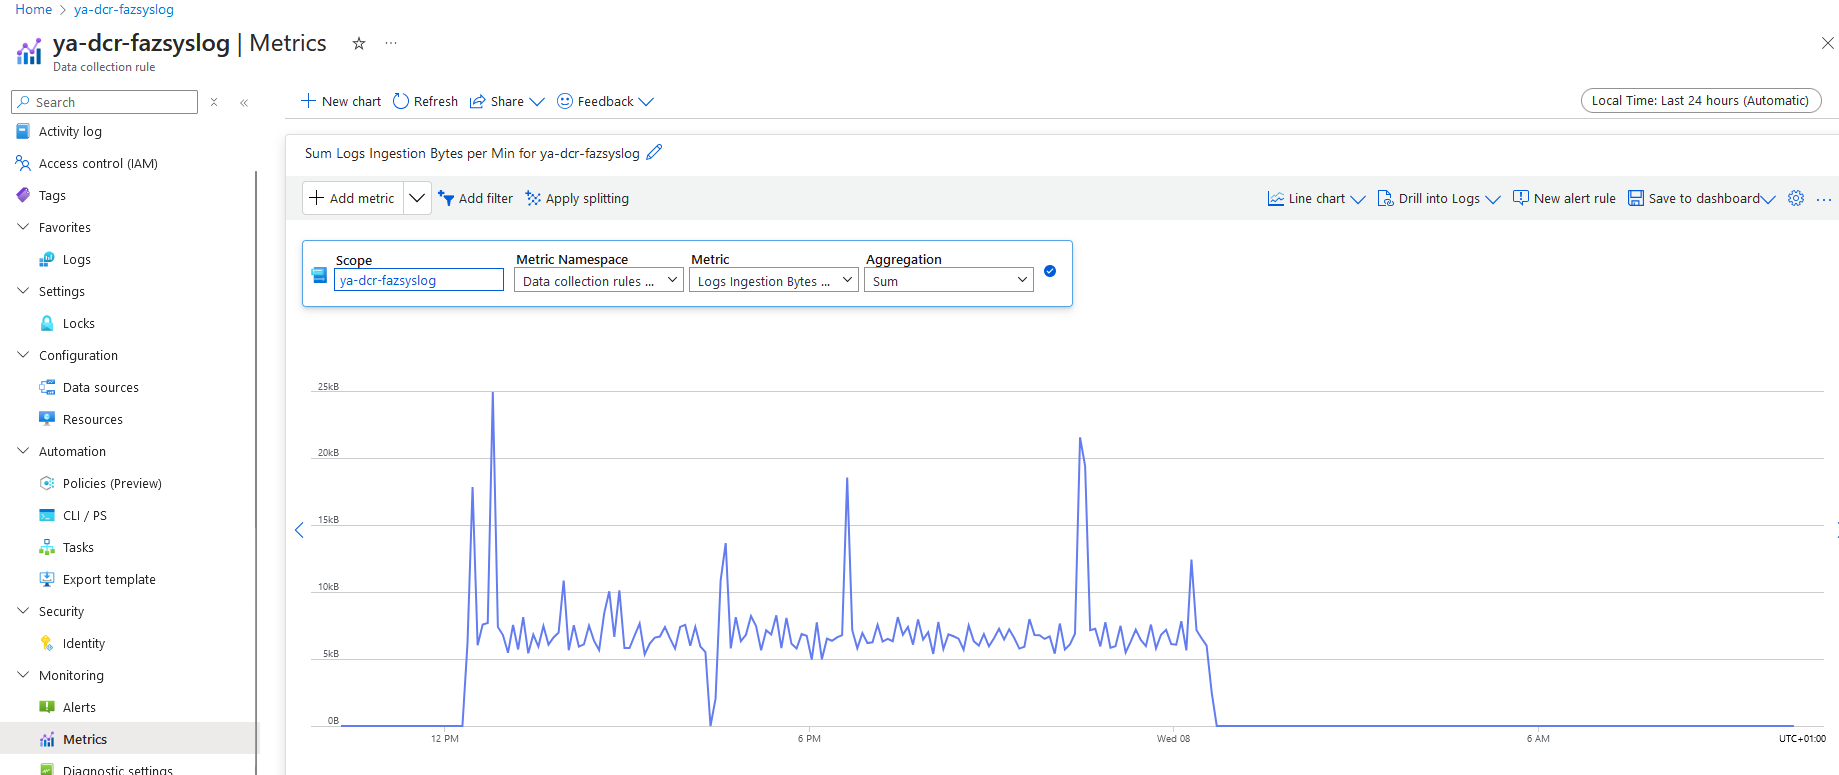 Home > ya-dcr-fazsyslog
ya-dcr-fazsyslog | Metrics
Data collection rule
Search
Activity log
Access control (IAM)
Tags
Favorites
Logs
Settings
Locks
Configuration
Data sources
Resources
Automation
Policies (Preview)
CLI / PS
Tasks
Export template
Security
Identity
Monitoring
Alerts
Metrics
Diagnostic settings
New chart Refresh Share Feedback
Local Time: Last 24 hours (Automatic)
Sum Logs Ingestion Bytes per Min for ya-dcr-fazsyslog
Add metric Add filter Apply splitting
Line chart Drill into Logs New alert rule Save to dashboard
Scope Metric Namespace Metric Aggregation
ya-dcr-fazsyslog Data collection rules ... Logs Ingestion Bytes ... Sum
25kB
20kB
15kB
10kB
5kB
0B
12 PM 6 PM Wed 08 6 AM UTC+01:00